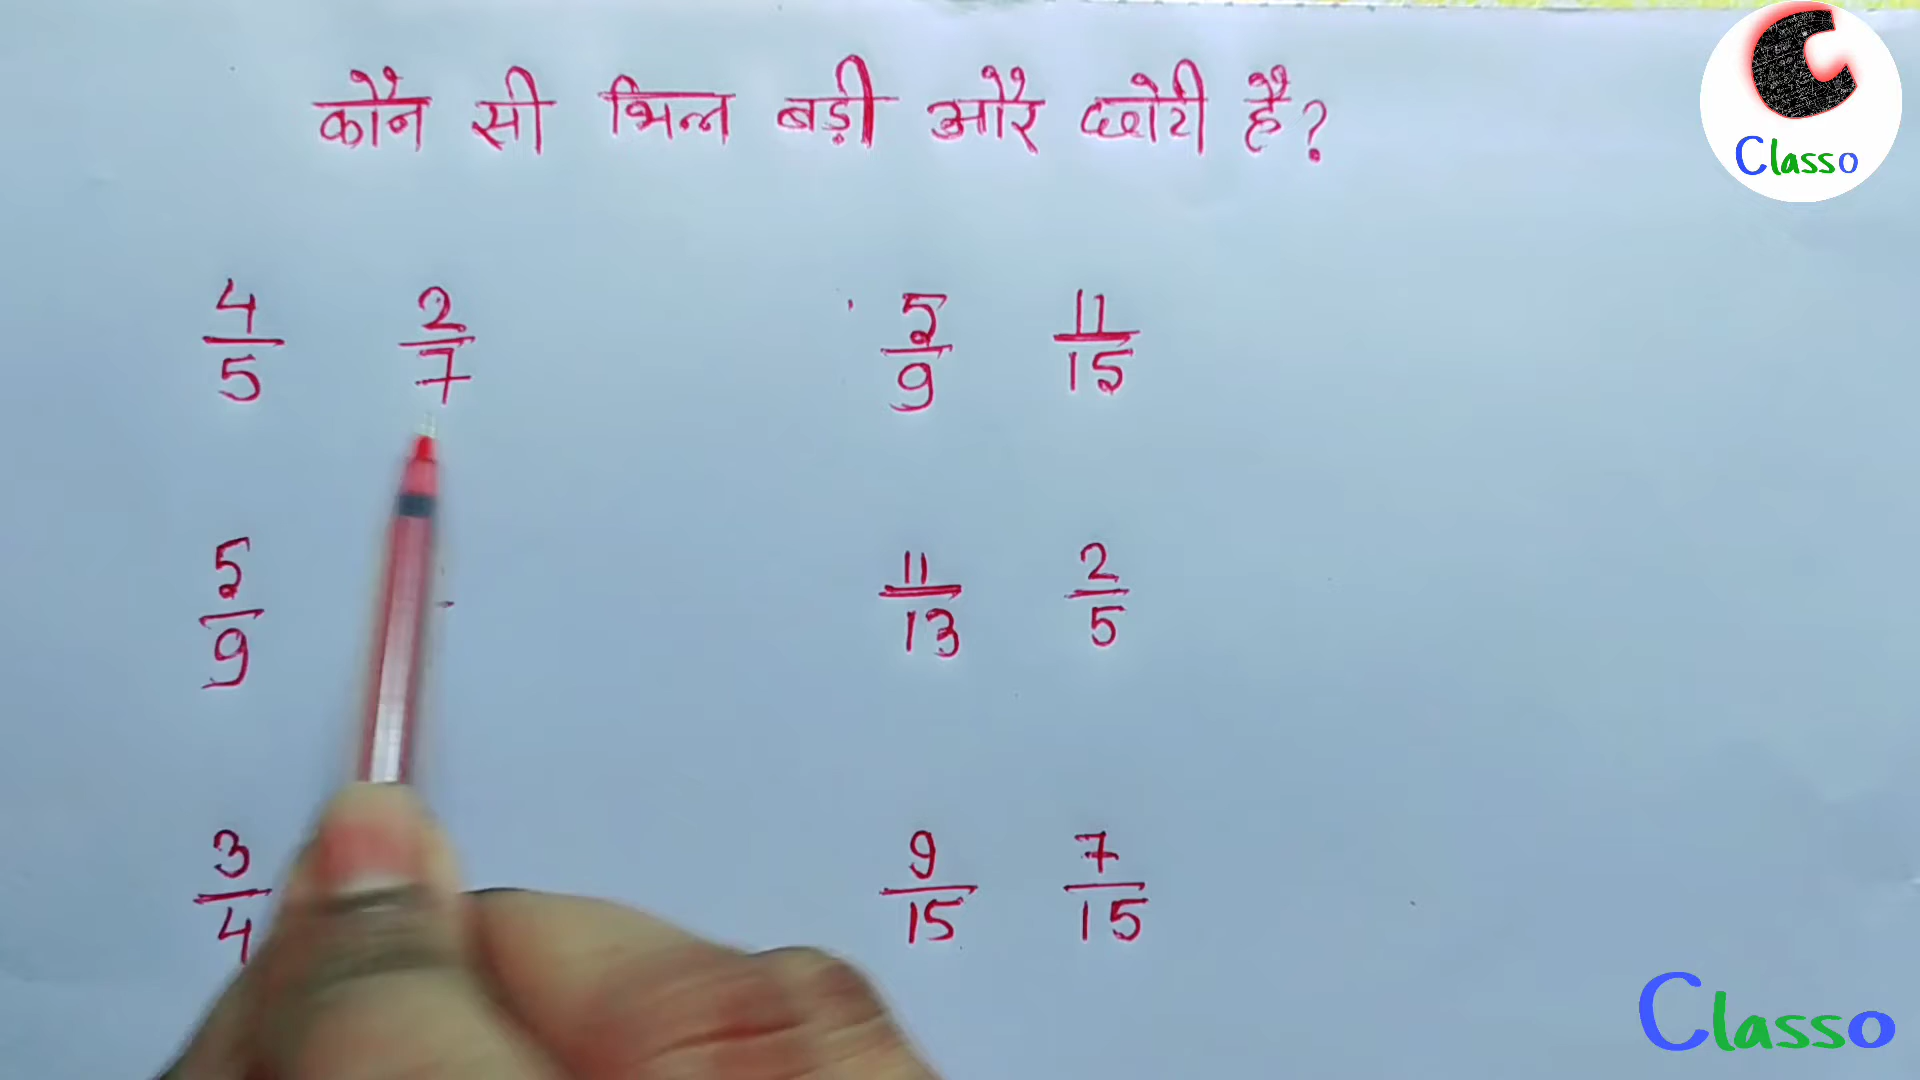 कौन सी भिन्न बड़ी और छोटी है?
Classo
4/5 2/7 5/9 11/15
5/9 11/13 2/5
3/4 9/15 7/15
Classo